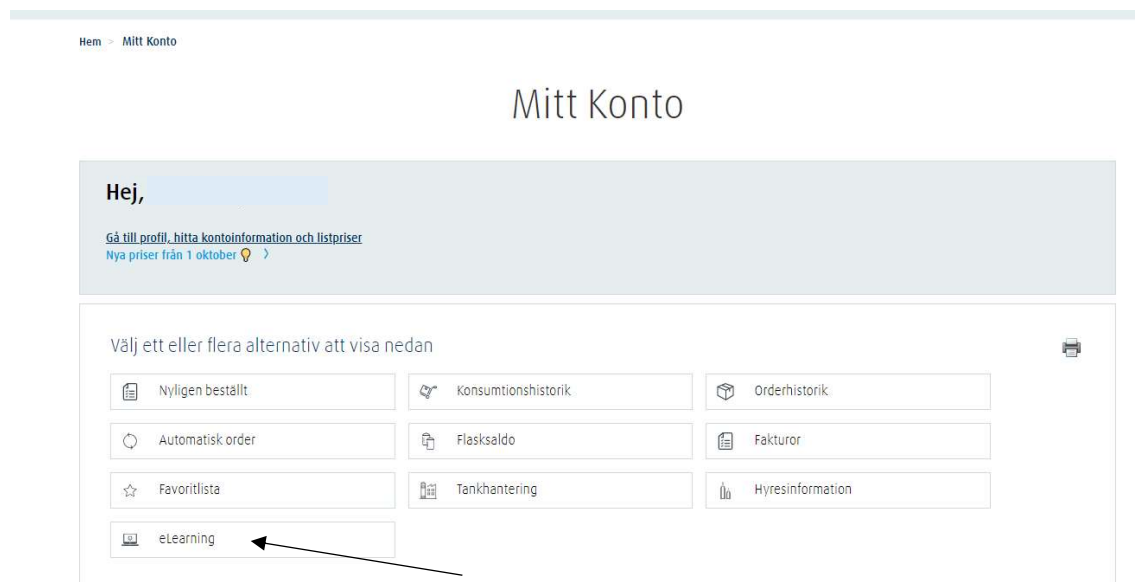 Hem > Mitt Konto
Mitt Konto
Hej,
Gå till profil, hitta kontoinformation och listpriser
Nya priser från 1 oktober
Välj ett eller flera alternativ att visa nedan
Nyligen beställt
Konsumtionshistorik
Orderhistorik
Automatisk order
Flasksaldo
Fakturor
Favoritlista
Tankhantering
Hyresinformation
eLearning